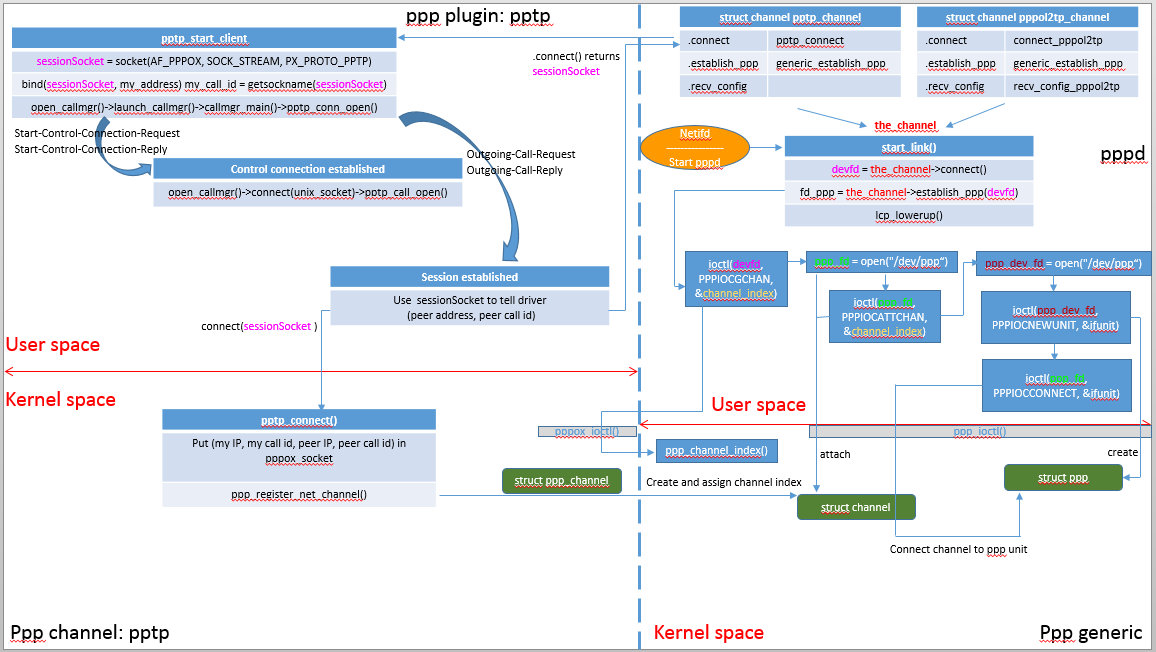 ppp plugin: pptp
pptp_start_client
sessionSocket = socket(AF_PPPOX, SOCK_STREAM, PX_PROTO_PPTP)
bind(sessionSocket, my_address) my_call_id = getsockname(sessionSocket)
open_callmgr()->launch_callmgr()->callmgr_main()->pptp_conn_open()
Start-Control-Connection-Request
Start-Control-Connection-Reply
Control connection established
open_callmgr()->connect(unix_socket)->pptp_call_open()
Outgoing-Call-Request
Outgoing-Call-Reply
.connect() returns
sessionSocket
Session established
Use sessionSocket to tell driver
(peer address, peer call id)
connect(sessionSocket )
User space
Kernel space
pptp_connect()
Put (my IP, my call id, peer IP, peer call id) in
pppox_socket
ppp_register_net_channel()
struct ppp_channel
pppox_ioctl()
Ppp channel: pptp
struct channel pptp_channel
.connect
pptp_connect
.establish_ppp
generic_establish_ppp
.recv_config
struct channel pppol2tp_channel
.connect
connect_pppol2tp
.establish_ppp
generic_establish_ppp
.recv_config
recv_config_pppol2tp
the_channel
Netifd
Start pppd
start_link()
devfd = the_channel->connect()
fd_ppp = the_channel->establish_ppp(devfd)
lcp_lowerup()
pppd
ioctl(devfd,
PPPIOCGCHAN,
&channel_index)
= open("/dev/ppp“)
ioctl(
PPPIOCATTCHAN,
&channel_index)
ppp_dev_fd = open("/dev/ppp“)
ioctl(ppp_dev_fd,
PPPIOCNEWUNIT, &ifunit)
ioctl(
PPPIOCCONNECT, &ifunit)
User space
ppp_ioctl()
ppp_channel_index()
Create and assign channel index
attach
create
struct channel
struct ppp
Connect channel to ppp unit
Kernel space
Ppp generic